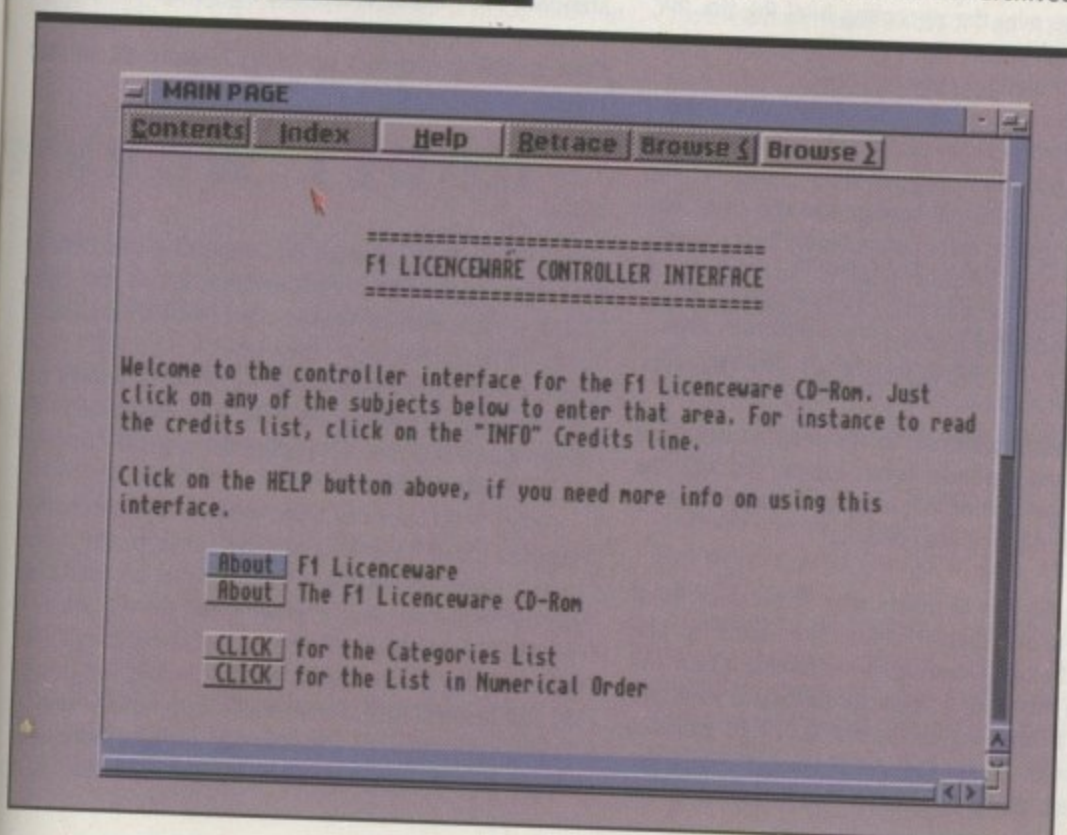 MAIN PAGE
Contents Index Help Retrace Browse < Browse >
===================================
F1 LICENCEWARE CONTROLLER INTERFACE
===================================
Welcome to the controller interface for the F1 Licenceware CD-Rom. Just
click on any of the subjects below to enter that area. For instance to read
the credits list, click on the "INFO" Credits line.
Click on the HELP button above, if you need more info on using this
interface.
About F1 Licenceware
About The F1 Licenceware CD-Rom
CLICK for the Categories List
CLICK for the List in Numerical Order